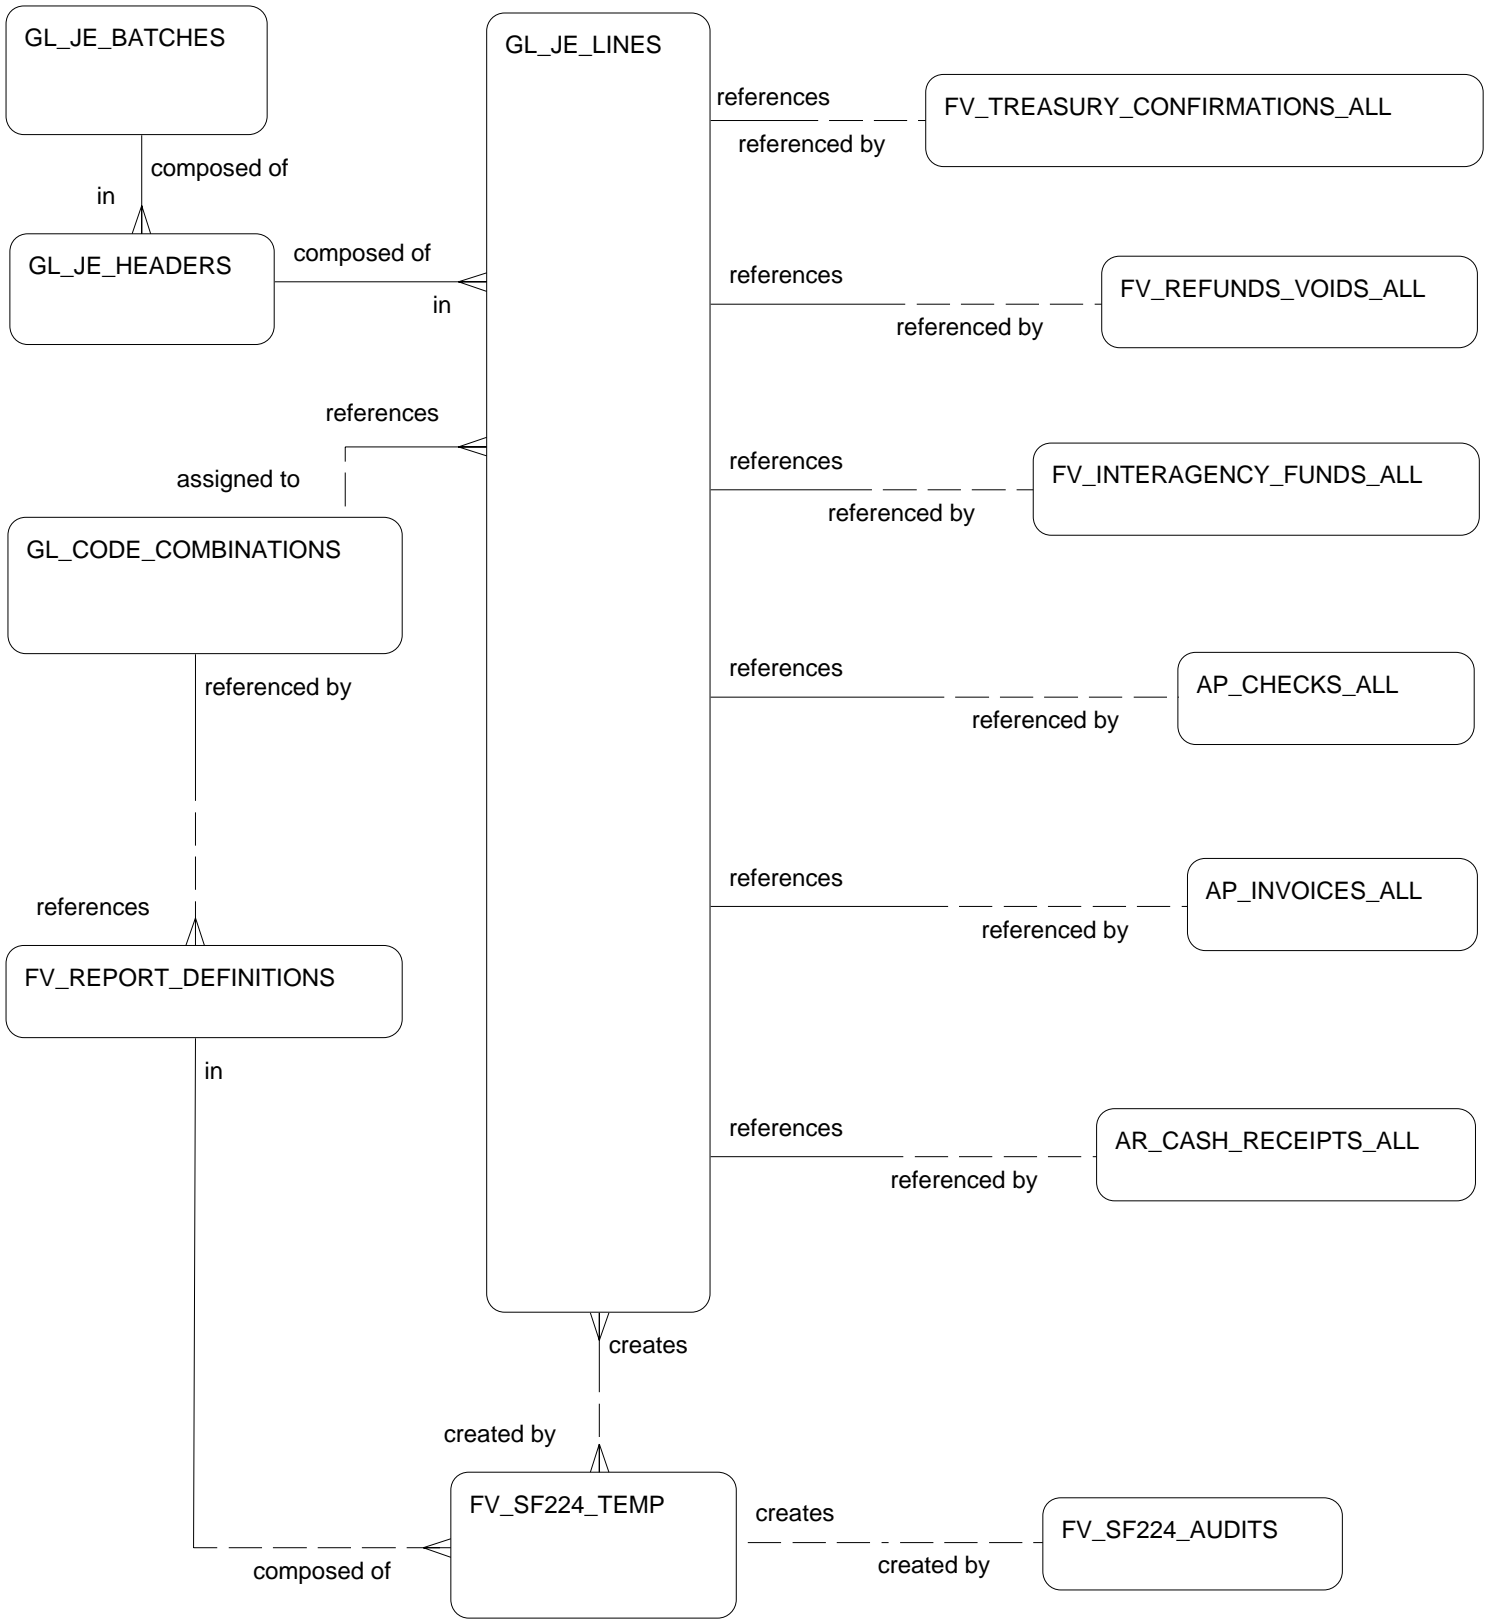 GL_JE_BATCHES
GL_JE_LINES
references
FV_TREASURY_CONFIRMATIONS_ALL
referenced by
composed of
in
GL_JE_HEADERS
composed of
in
references
FV_REFUNDS_VOIDS_ALL
referenced by
references
assigned to
references
FV_INTERAGENCY_FUNDS_ALL
referenced by
GL_CODE_COMBINATIONS
referenced by
references
AP_CHECKS_ALL
referenced by
references
references
AP_INVOICES_ALL
referenced by
FV_REPORT_DEFINITIONS
in
references
AR_CASH_RECEIPTS_ALL
referenced by
creates
created by
FV_SF224_TEMP
composed of
creates
FV_SF224_AUDITS
created by